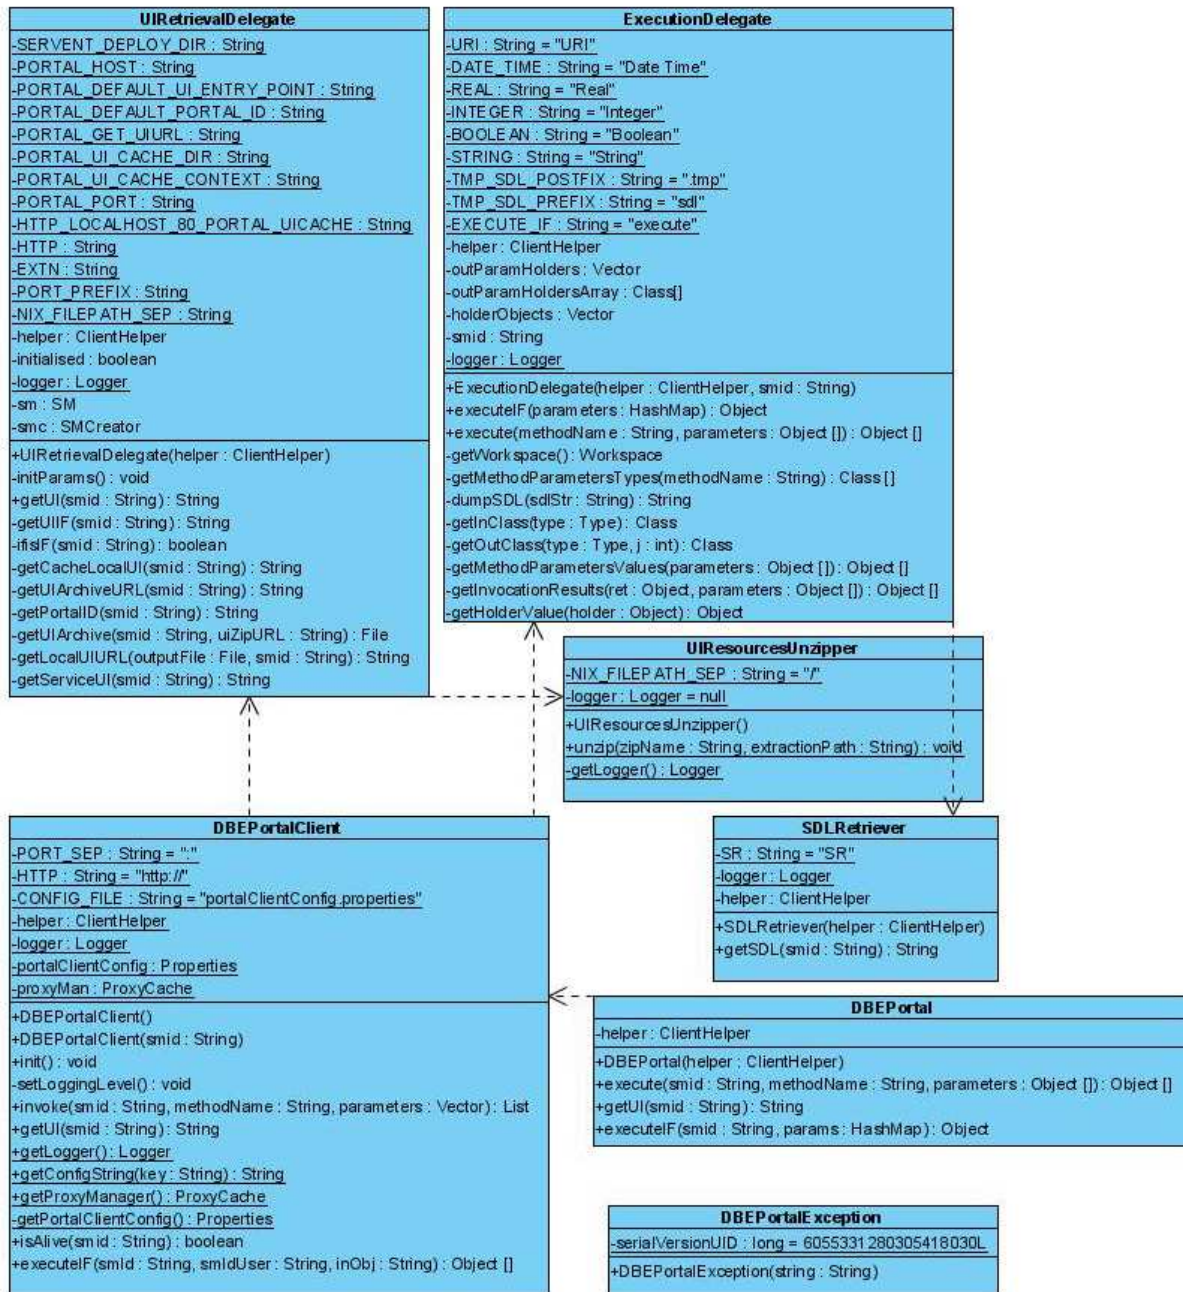 UIRetrievalDelegate
-SERVENT_DEPLOY_DIR : String
-PORTAL_HOST : String
-PORTAL_DEFAULT_UI_ENTRY_POINT : String
-PORTAL_DEFAULT_PORTAL_ID : String
-PORTAL_GET_UIURL : String
-PORTAL_UI_CACHE_DIR : String
-PORTAL_UI_CACHE_CONTEXT : String
-PORTAL_PORT : String
-HTTP_LOCALHOST_80_PORTAL_UICACHE : String
-HTTP : String
-EXTN : String
-PORT_PREFIX : String
-NIX_FILEPATH_SEP : String
-helper : ClientHelper
-initialised : boolean
-logger : Logger
-sm : SM
-smc : SMCreator
+UIRetrievalDelegate(helper : ClientHelper)
-initParams() : void
+getUI(smid : String) : String
-getUIIF(smid : String) : String
-ifisIF(smid : String) : boolean
-getCacheLocalUI(smid : String) : String
-getUIArchiveURL(smid : String) : String
-getPortalID(smid : String) : String
-getUIArchive(smid : String, uiZipURL : String) : File
-getLocalUIURL(outputFile : File, smid : String) : String
-getServiceUI(smid : String) : String
ExecutionDelegate
-URI : String = "URI"
-DATE_TIME : String = "Date Time"
-REAL : String = "Real"
-INTEGER : String = "Integer"
-BOOLEAN : String = "Boolean"
-STRING : String = "String"
-TMP_SDL_POSTFIX : String = ".tmp"
-TMP_SDL_PREFIX : String = "sdl"
-EXECUTE_IF : String = "execute"
-helper : ClientHelper
-outParamHolders : Vector
-outParamHoldersArray : Class[]
-holderObjects : Vector
-smid : String
-logger : Logger
+ExecutionDelegate(helper : ClientHelper, smid : String)
+executeIF(parameters : HashMap) : Object
+execute(methodName : String, parameters : Object []) : Object []
-getWorkspace() : Workspace
-getMethodParametersTypes(methodName : String) : Class []
-dumpSDL(sdlStr : String) : String
-getInClass(type : Type) : Class
-getOutClass(type : Type, j : int) : Class
-getMethodParametersValues(parameters : Object []) : Object []
-getInvocationResults(ret : Object, parameters : Object []) : Object []
-getHolderValue(holder : Object) : Object
UIResourcesUnzipper
-NIX_FILEPATH_SEP : String = "/"
-logger : Logger = null
+UIResourcesUnzipper()
+unzip(zipName : String, extractionPath : String) : void
-getLogger() : Logger
DBEPortalClient
-PORT_SEP : String = ":"
-HTTP : String = "http://"
-CONFIG_FILE : String = "portalClientConfig.properties"
-helper : ClientHelper
-logger : Logger
-portalClientConfig : Properties
-proxyMan : ProxyCache
+DBEPortalClient()
+DBEPortalClient(smid : String)
+init() : void
-setLoggingLevel() : void
+invoke(smid : String, methodName : String, parameters : Vector) : List
+getUI(smid : String) : String
+getLogger() : Logger
+getConfigString(key : String) : String
+getProxyManager() : ProxyCache
-getPortalClientConfig() : Properties
+isAlive(smid : String) : boolean
+executeIF(smId : String, smIdUser : String, inObj : String) : Object []
SDLRetriever
-SR : String = "SR"
-logger : Logger
-helper : ClientHelper
+SDLRetriever(helper : ClientHelper)
+getSDL(smid : String) : String
DBEPortal
-helper : ClientHelper
+DBEPortal(helper : ClientHelper)
+execute(smid : String, methodName : String, parameters : Object []) : Object []
+getUI(smid : String) : String
+executeIF(smid : String, params : HashMap) : Object
DBEPortalException
-serialVersionUID : long = 6055331280305418030L
+DBEPortalException(string : String)